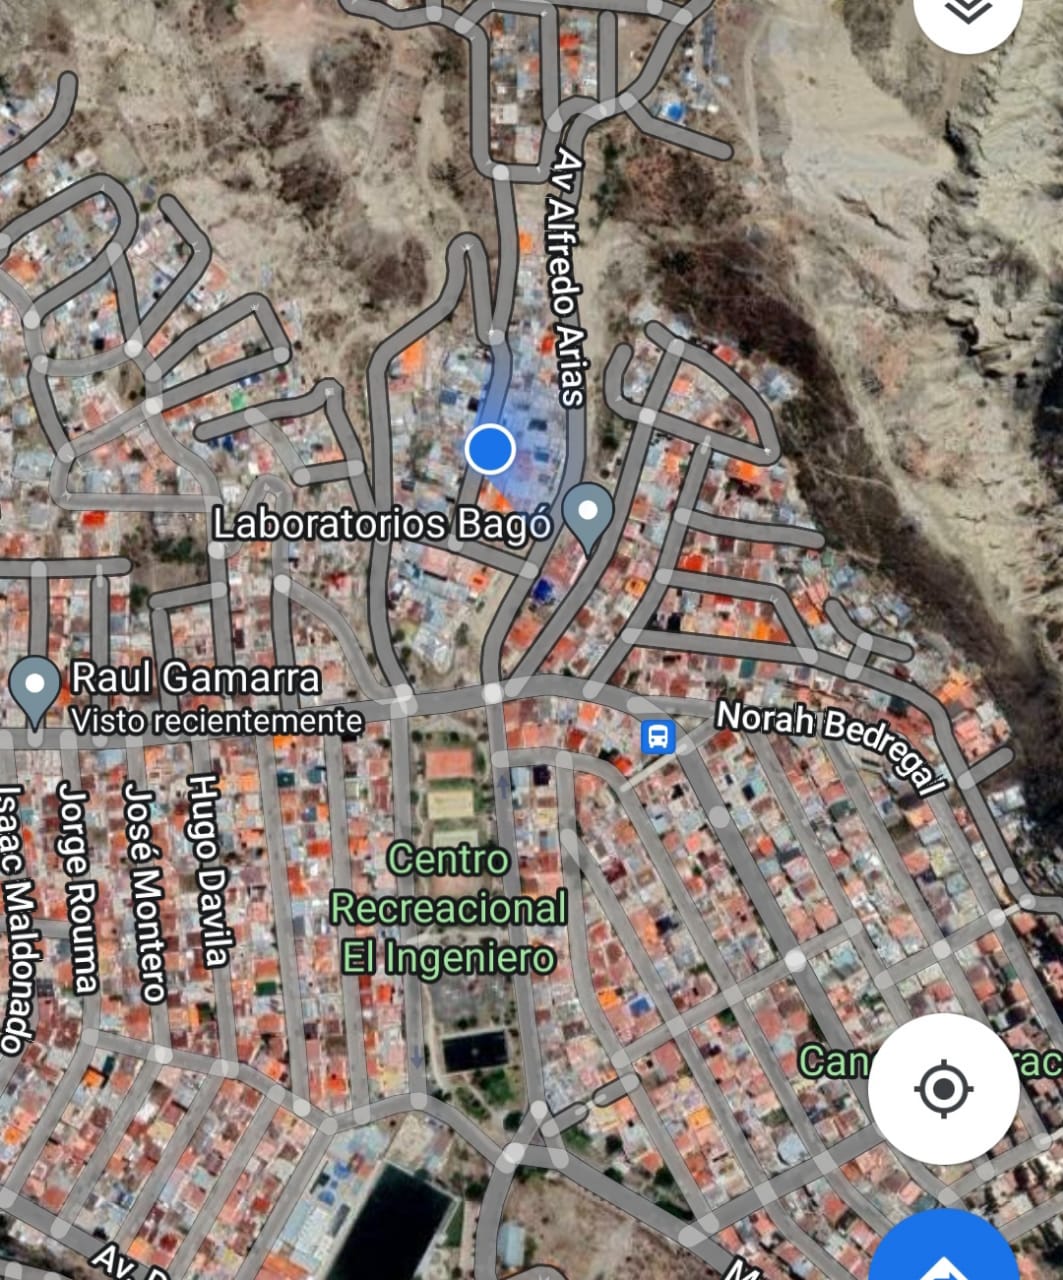 Av Alfredo Arias
Laboratorios Bagó
Raul Gamarra
Visto recientemente
Norah Bedregal
Isaac Maldonado
Jorge Rouma
José Montero
Hugo Davila
Centro
Recreacional
El Ingeniero
Av.